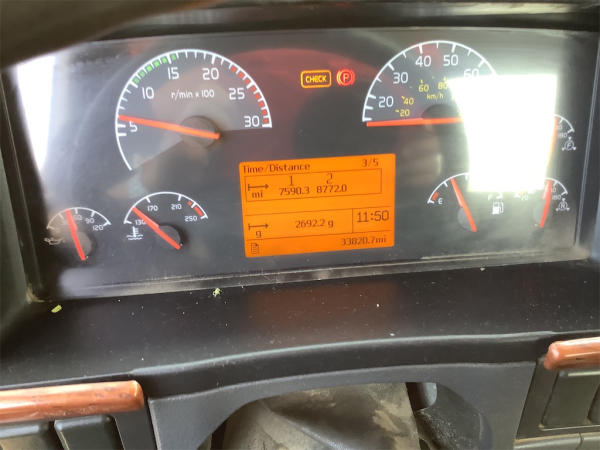 5 10 15 20 25 30
r/min x 100
CHECK
P
20 30 40 50 60
20 40 60 80
km/h
Time/Distance 3/5
1 2
mi 7590.3 8772.0
g 2692.2 g 11:50
33820.7mi
60 90 120
130 170 210 250
E F
F
R